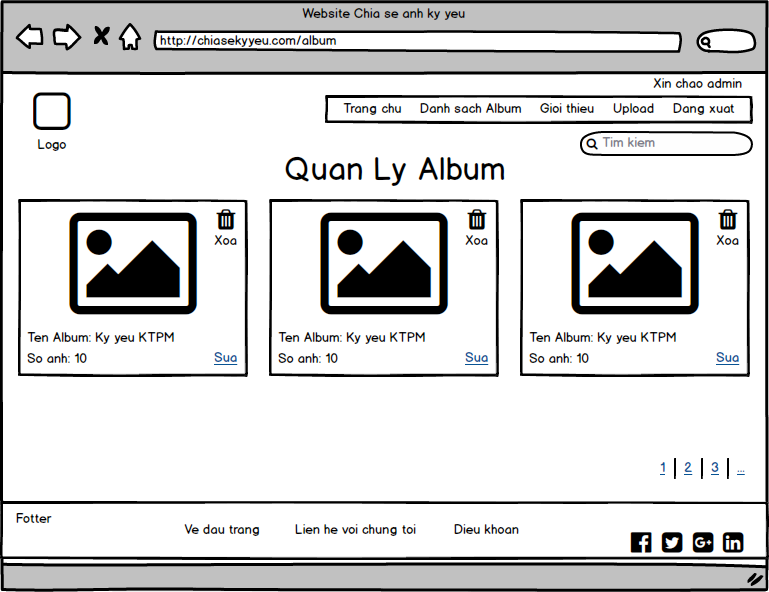 Website Chia se anh ky yeu
http://chiasekyyeu.com/album
Xin chao admin
Trang chu Danh sach Album Gioi thieu Upload Dang xuat
Logo
Tim kiem
Quan Ly Album
Xoa
Ten Album: Ky yeu KTPM
So anh: 10 Sua
Xoa
Ten Album: Ky yeu KTPM
So anh: 10 Sua
Xoa
Ten Album: Ky yeu KTPM
So anh: 10 Sua
1 2 3 ...
Fotter
Ve dau trang Lien he voi chung toi Dieu khoan